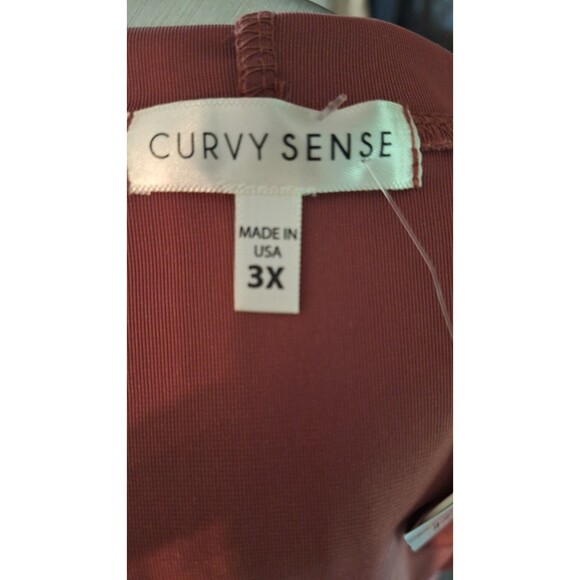 CURVY SENSE
MADE IN
USA
3X